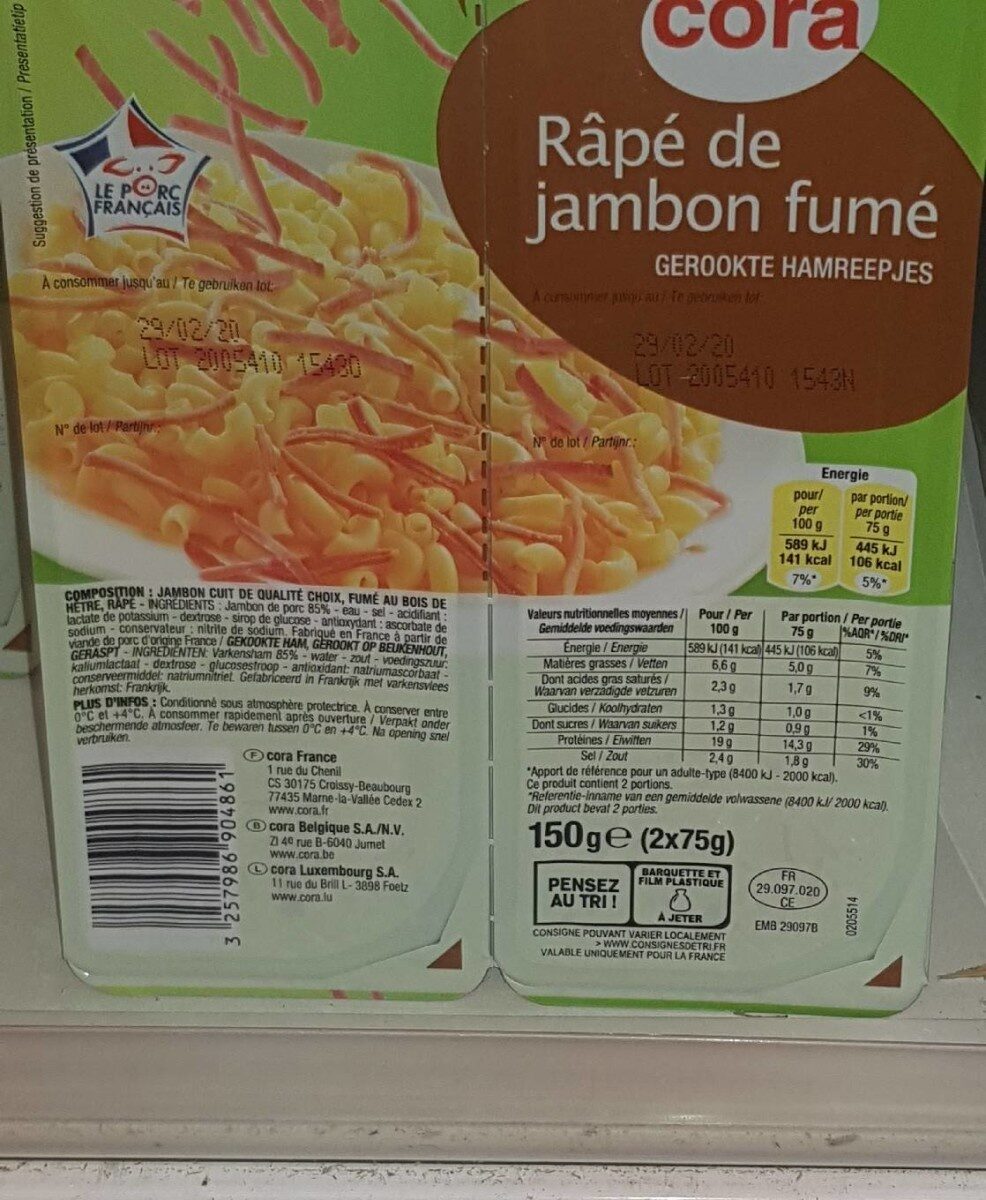 Suggestion de présentation / Presentatietip
cora
Râpé de
jambon fumé
GEROOKTE HAMREEPJES
LE PORC
FRANÇAIS
À consommer jusqu'au / Te gebruiken tot:
29/02/20
LOT 2005410 1543O
N° de lot / Partijnr.:
A consommer jusqu'au / Te gebruiken tot
29/02/20
LOT 2005410 1543N
N° de lot / Partijnr.:
Energie
pour/
per
100 g
589 kJ
141 kcal
7%*
par portion/
per portie
75 g
445 kJ
106 kcal
5%*
COMPOSITION : JAMBON CUIT DE QUALITÉ CHOIX, FUMÉ AU BOIS DE
HÊTRE, RÂPÉ - INGRÉDIENTS : Jambon de porc 85% - eau - sel - acidifiant :
lactate de potassium - dextrose - sirop de glucose - antioxydant : ascorbate de
sodium - conservateur : nitrite de sodium. Fabriqué en France à partir de
viande de porc d'origine France / GEKOOKTE HAM, GEROOKT OP BEUKENHOUT,
GERASPT - INGREDIËNTEN: Varkensham 85% - water - zout - voedingszuur:
kaliumlactaat - dextrose - glucosestroop - antioxidant: natriumascorbaat -
conserveermiddel: natriumnitriet. Gefabriceerd in Frankrijk met varkensvlees
herkomst: Frankrijk.
PLUS D'INFOS : Conditionné sous atmosphère protectrice. À conserver entre
0°C et +4°C. À consommer rapidement après ouverture / Verpakt onder
beschermende atmosfeer. Te bewaren tussen 0°C en +4°C. Na opening snel
verbruiken.
F cora France
1 rue du Chenil
CS 30175 Croissy-Beaubourg
77435 Marne-la-Vallée Cedex 2
www.cora.fr
B cora Belgique S.A./N.V.
ZI 4e rue B-6040 Jumet
www.cora.be
L cora Luxembourg S.A.
11 rue du Brill L- 3898 Foetz
www.cora.lu
3 257986 904861
Valeurs nutritionnelles moyennes / Gemiddelde voedingswaarden Pour / Per 100 g Par portion / Per portie 75 g %AQR*/%DRI*
Énergie / Energie 589 kJ (141 kcal) 445 kJ (106 kcal) 5%
Matières grasses / Vetten 6,6 g 5,0 g 7%
Dont acides gras saturés / Waarvan verzadigde vetzuren 2,3 g 1,7 g 9%
Glucides / Koolhydraten 1,3 g 1,0 g <1%
Dont sucres / Waarvan suikers 1,2 g 0,9 g 1%
Protéines / Eiwitten 19 g 14,3 g 29%
Sel / Zout 2,4 g 1,8 g 30%
*Apport de référence pour un adulte-type (8400 kJ - 2000 kcal).
Ce produit contient 2 portions.
*Referentie-inname van een gemiddelde volwassene (8400 kJ/ 2000 kcal).
Dit product bevat 2 porties.
150g e (2x75g)
PENSEZ
AU TRI !
BARQUETTE ET
FILM PLASTIQUE
À JETER
CONSIGNE POUVANT VARIER LOCALEMENT
> WWW.CONSIGNESDETRI.FR
VALABLE UNIQUEMENT POUR LA FRANCE
FR
29.097.020
CE
EMB 29097B
0205514